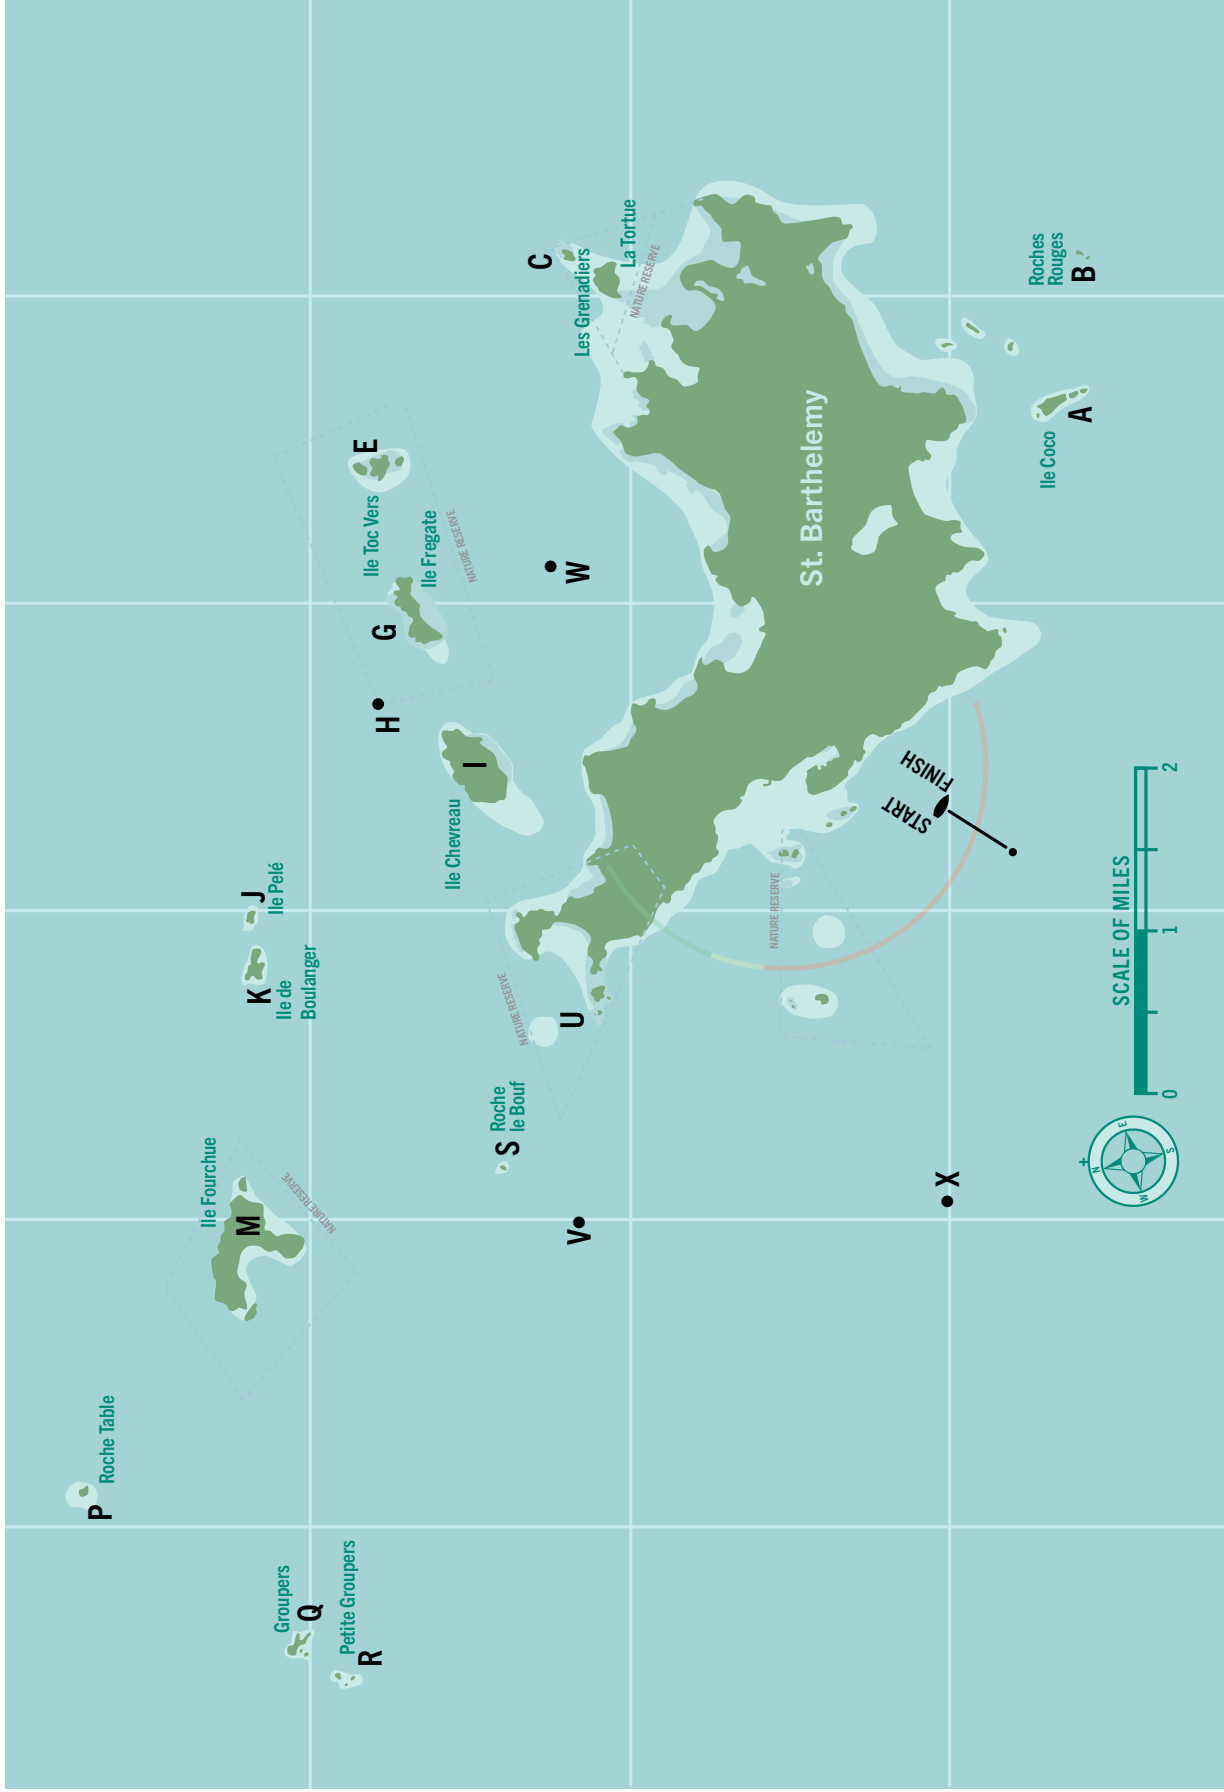 P
Roche Table
Groupers
Q
Petite Groupers
R
Ile Fourchue
M
NATURE RESERVE
K
Ile de
Boulanger
J
Ile Pelé
H
I
Ile Chevreau
G
Ile Fregate
NATURE RESERVE
E
Ile Toc Vers
W
C
Les Grenadiers
La Tortue
NATURE RESERVE
S
Roche
le Bouf
NATURE RESERVE
U
V
X
St. Barthelemy
NATURE RESERVE
START
FINISH
Ile Coco
A
Roches
Rouges
B
SCALE OF MILES
0
1
2
N
E
S
W